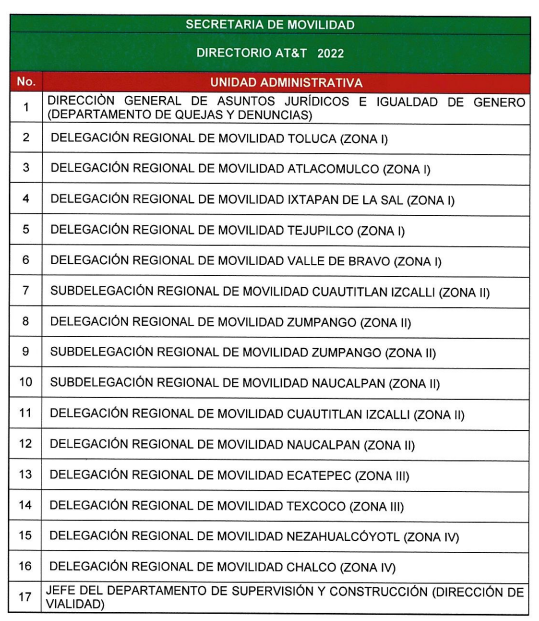 SECRETARIA DE MOVILIDAD
DIRECTORIO AT&T 2022
No. UNIDAD ADMINISTRATIVA
1 DIRECCIÒN GENERAL DE ASUNTOS JURÍDICOS E IGUALDAD DE GENERO
(DEPARTAMENTO DE QUEJAS Y DENUNCIAS)
2 DELEGACIÓN REGIONAL DE MOVILIDAD TOLUCA (ZONA I)
3 DELEGACIÓN REGIONAL DE MOVILIDAD ATLACOMULCO (ZONA I)
4 DELEGACIÓN REGIONAL DE MOVILIDAD IXTAPAN DE LA SAL (ZONA I)
5 DELEGACIÓN REGIONAL DE MOVILIDAD TEJUPILCO (ZONA I)
6 DELEGACIÓN REGIONAL DE MOVILIDAD VALLE DE BRAVO (ZONA I)
7 SUBDELEGACIÓN REGIONAL DE MOVILIDAD CUAUTITLAN IZCALLI (ZONA II)
8 DELEGACIÓN REGIONAL DE MOVILIDAD ZUMPANGO (ZONA II)
9 SUBDELEGACIÓN REGIONAL DE MOVILIDAD ZUMPANGO (ZONA II)
10 SUBDELEGACIÓN REGIONAL DE MOVILIDAD NAUCALPAN (ZONA II)
11 DELEGACIÓN REGIONAL DE MOVILIDAD CUAUTITLAN IZCALLI (ZONA II)
12 DELEGACIÓN REGIONAL DE MOVILIDAD NAUCALPAN (ZONA II)
13 DELEGACIÓN REGIONAL DE MOVILIDAD ECATEPEC (ZONA III)
14 DELEGACIÓN REGIONAL DE MOVILIDAD TEXCOCO (ZONA III)
15 DELEGACIÓN REGIONAL DE MOVILIDAD NEZAHUALCÓYOTL (ZONA IV)
16 DELEGACIÓN REGIONAL DE MOVILIDAD CHALCO (ZONA IV)
17 JEFE DEL DEPARTAMENTO DE SUPERVISIÓN Y CONSTRUCCIÓN (DIRECCIÓN DE
VIALIDAD)